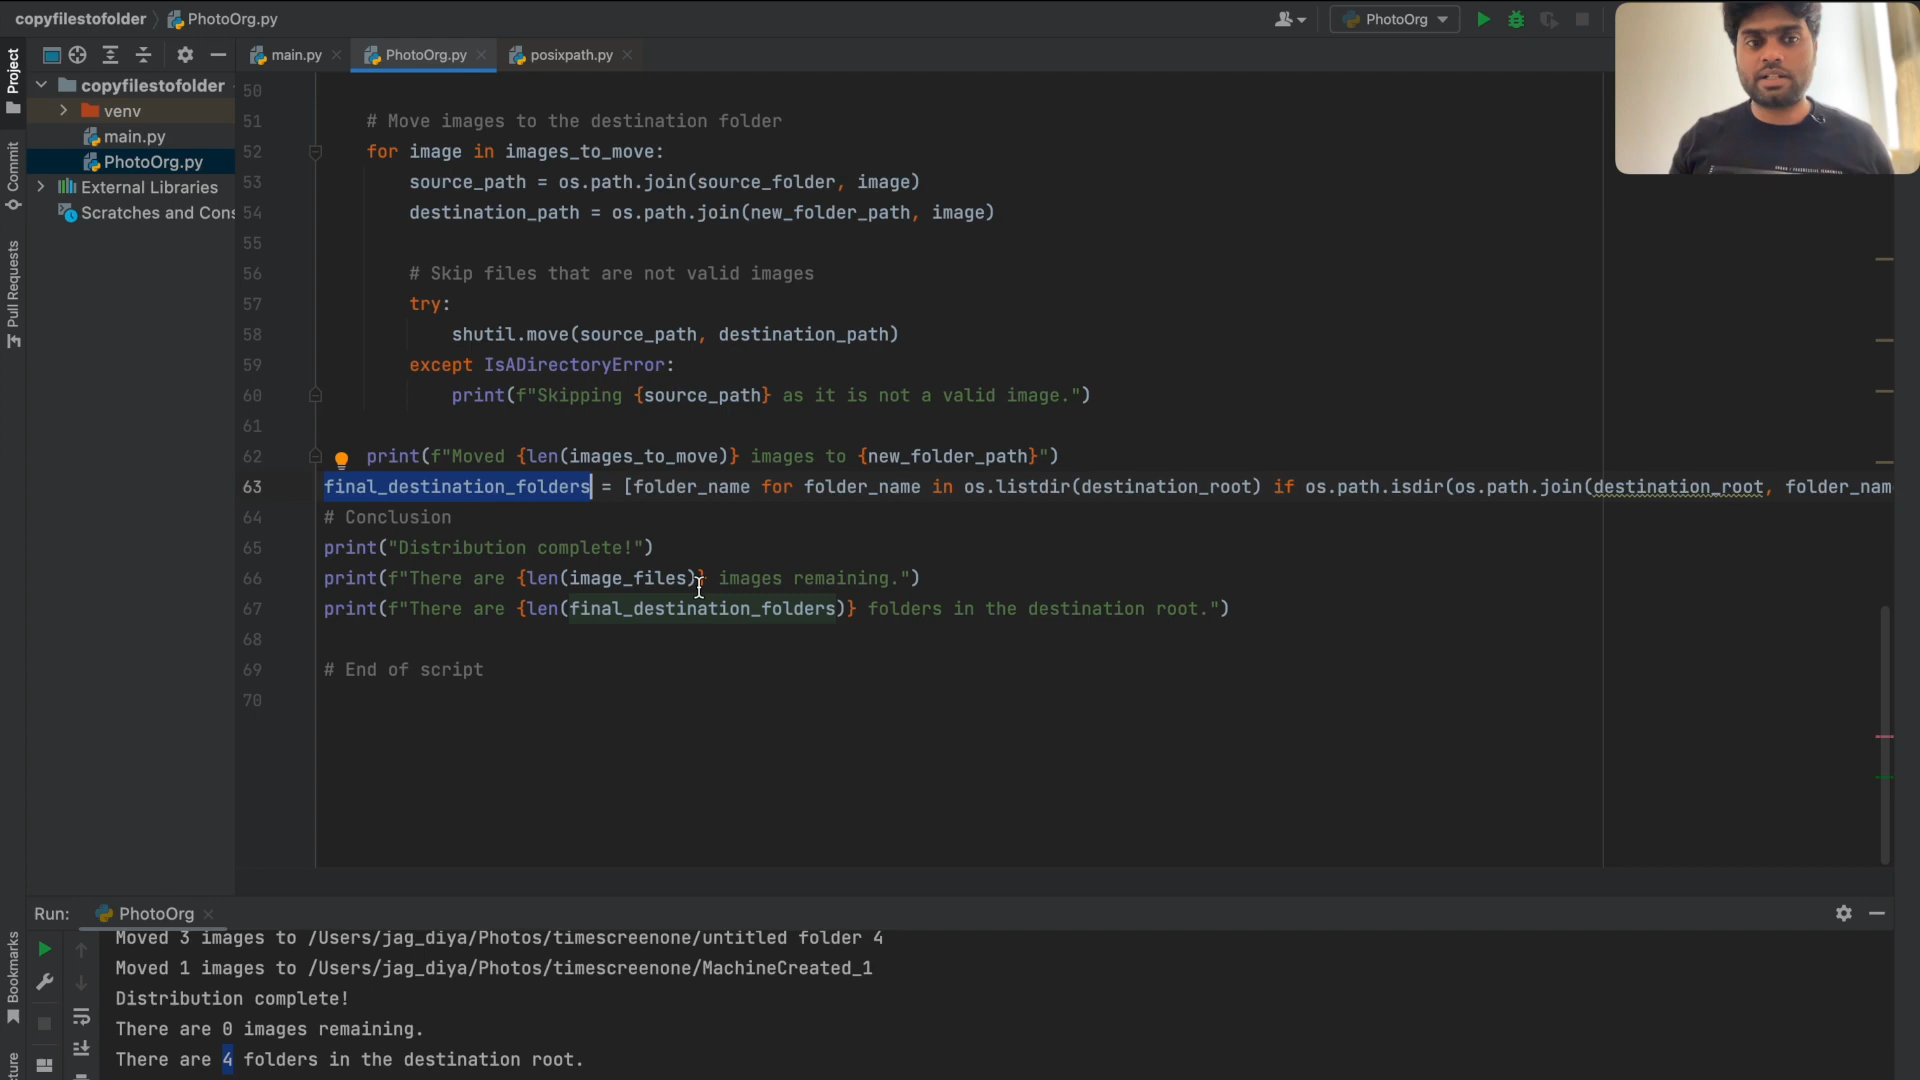 copyfilestofolder
PhotoOrg.py
PhotoOrg
Project
Commit
Pull Requests
Bookmarks
main.py
PhotoOrg.py
posixpath.py
copyfilestofolder
venv
main.py
PhotoOrg.py
External Libraries
Scratches and Cons
50
51 # Move images to the destination folder
52 for image in images_to_move:
53 source_path = os.path.join(source_folder, image)
54 destination_path = os.path.join(new_folder_path, image)
55
56 # Skip files that are not valid images
57 try:
58 shutil.move(source_path, destination_path)
59 except IsADirectoryError:
60 print(f"Skipping {source_path} as it is not a valid image.")
61
62 print(f"Moved {len(images_to_move)} images to {new_folder_path}")
63 final_destination_folders = [folder_name for folder_name in os.listdir(destination_root) if os.path.isdir(os.path.join(destination_root, folder_nam
64 # Conclusion
65 print("Distribution complete!")
66 print(f"There are {len(image_files)} images remaining.")
67 print(f"There are {len(final_destination_folders)} folders in the destination root.")
68
69 # End of script
70
Run:
PhotoOrg
Moved 3 images to /Users/jag_diya/Photos/timescreenone/untitled folder 4
Moved 1 images to /Users/jag_diya/Photos/timescreenone/MachineCreated_1
Distribution complete!
There are 0 images remaining.
There are 4 folders in the destination root.